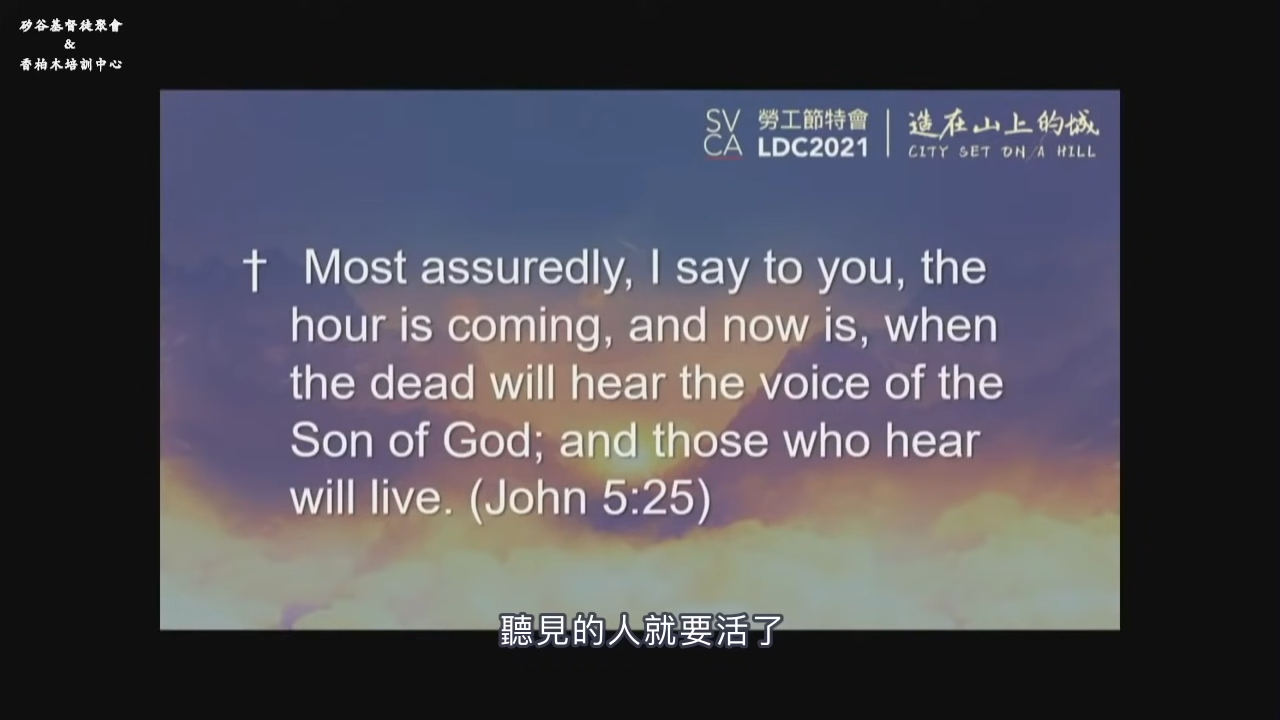 矽谷基督徒聚會
&
香柏木培訓中心
SV
CA
勞工節特會
LDC2021
造在山上的城
CITY SET ON A HILL
† Most assuredly, I say to you, the
hour is coming, and now is, when
the dead will hear the voice of the
Son of God; and those who hear
will live. (John 5:25)
聽見的人就要活了